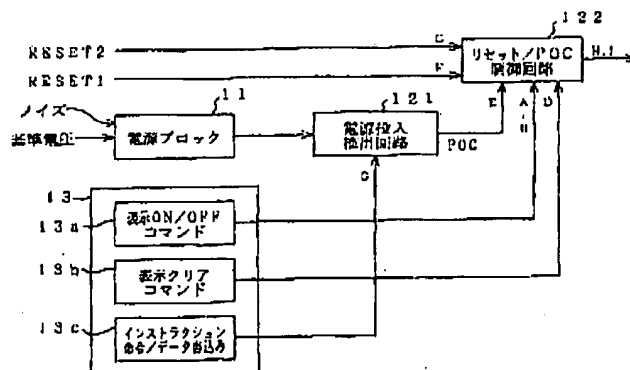 122
RESET2
C
リセット/POC
制御回路
H.I
RESET1
F
11
121
E
A〜B
D
ノイズ
基準電圧
電源ブロック
電源投入
検出回路
POC
G
13
13a
表示ON/OFF
コマンド
13b
表示クリア
コマンド
13c
インストラクション
命令/データ書込み